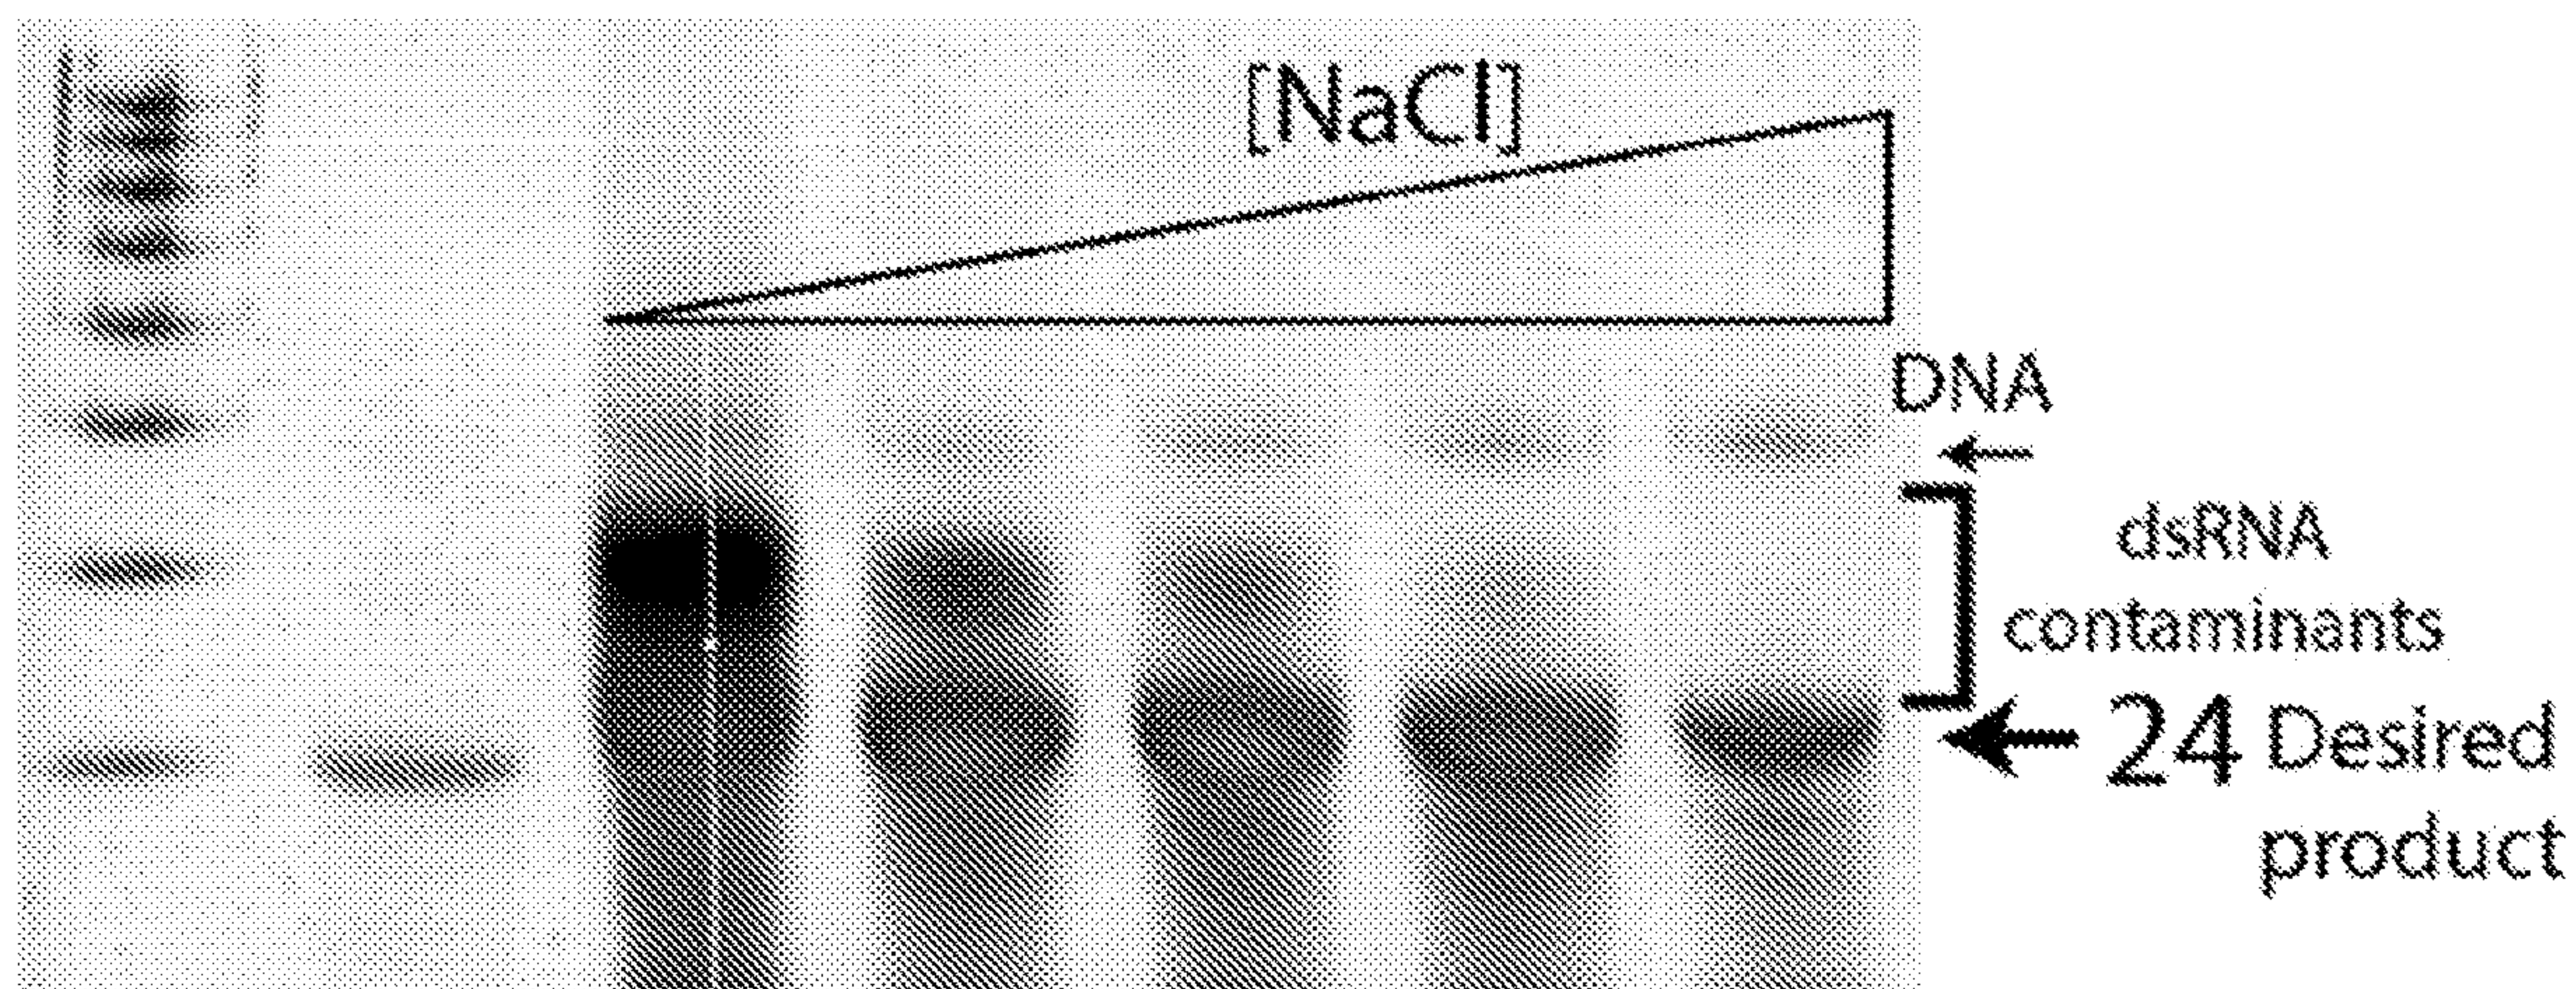 [NaCl]
DNA
dsRNA
contaminants
24 Desired
product